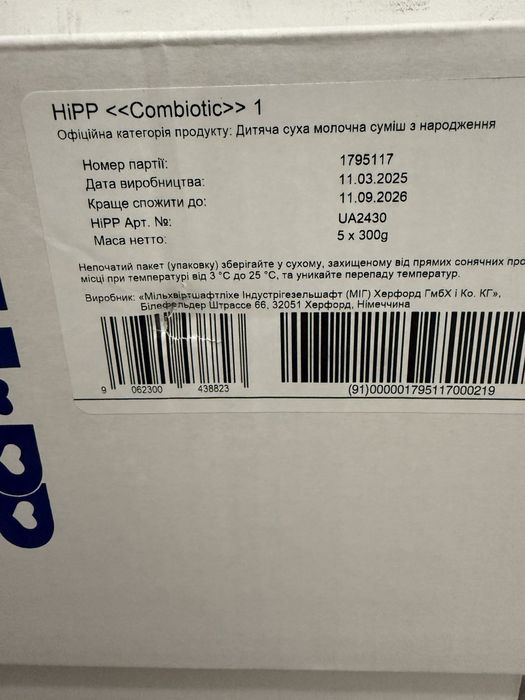 HiPP <<Combiotic>> 1
Офіційна категорія продукту: Дитяча суха молочна суміш з народження
Номер партії: 1795117
Дата виробництва: 11.03.2025
Краще спожити до: 11.09.2026
HiPP Арт. №: UA2430
Маса нетто: 5 x 300g
Непочатий пакет (упаковку) зберігайте у сухому, захищеному від прямих сонячних
місці при температурі від 3 °C до 25 °C, та уникайте перепаду температур.
Виробник: «Мільхвіртшафтліхе Індустрігезельшафт (МІГ) Херфорд ГмбХ і Ко. КГ»,
Білефельдер Штрассе 66, 32051 Херфорд, Німеччина
9 062300 438823
(91)000001795117000219